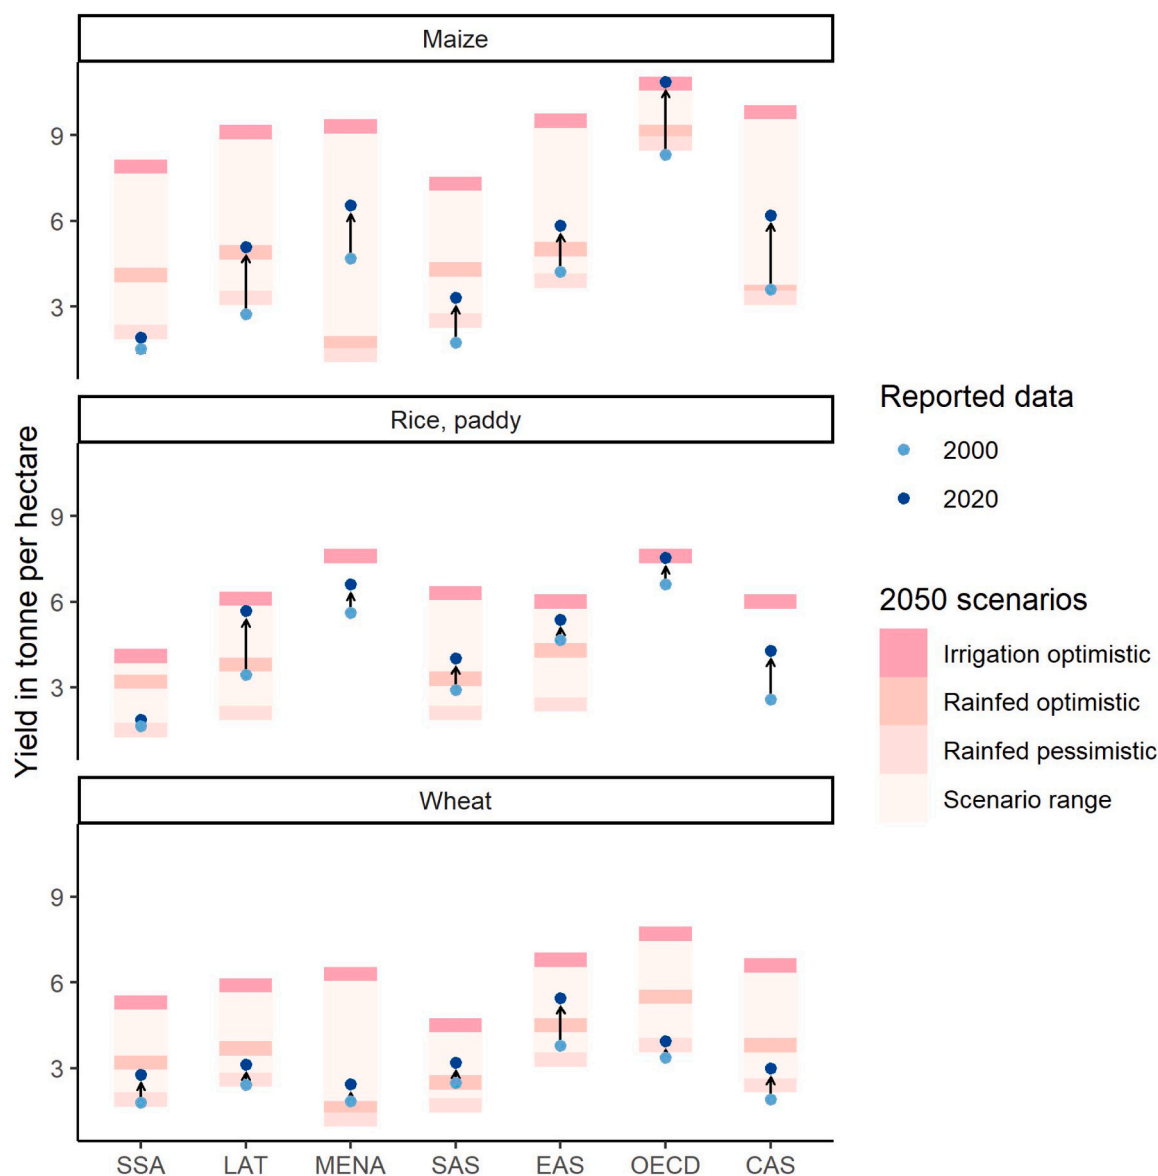 Maize
9
6
3
Rice, paddy
9
6
3
Wheat
9
6
3
SSA LAT MENA SAS EAS OECD CAS
Yield in tonne per hectare
Reported data
2000
2020
2050 scenarios
Irrigation optimistic
Rainfed optimistic
Rainfed pessimistic
Scenario range